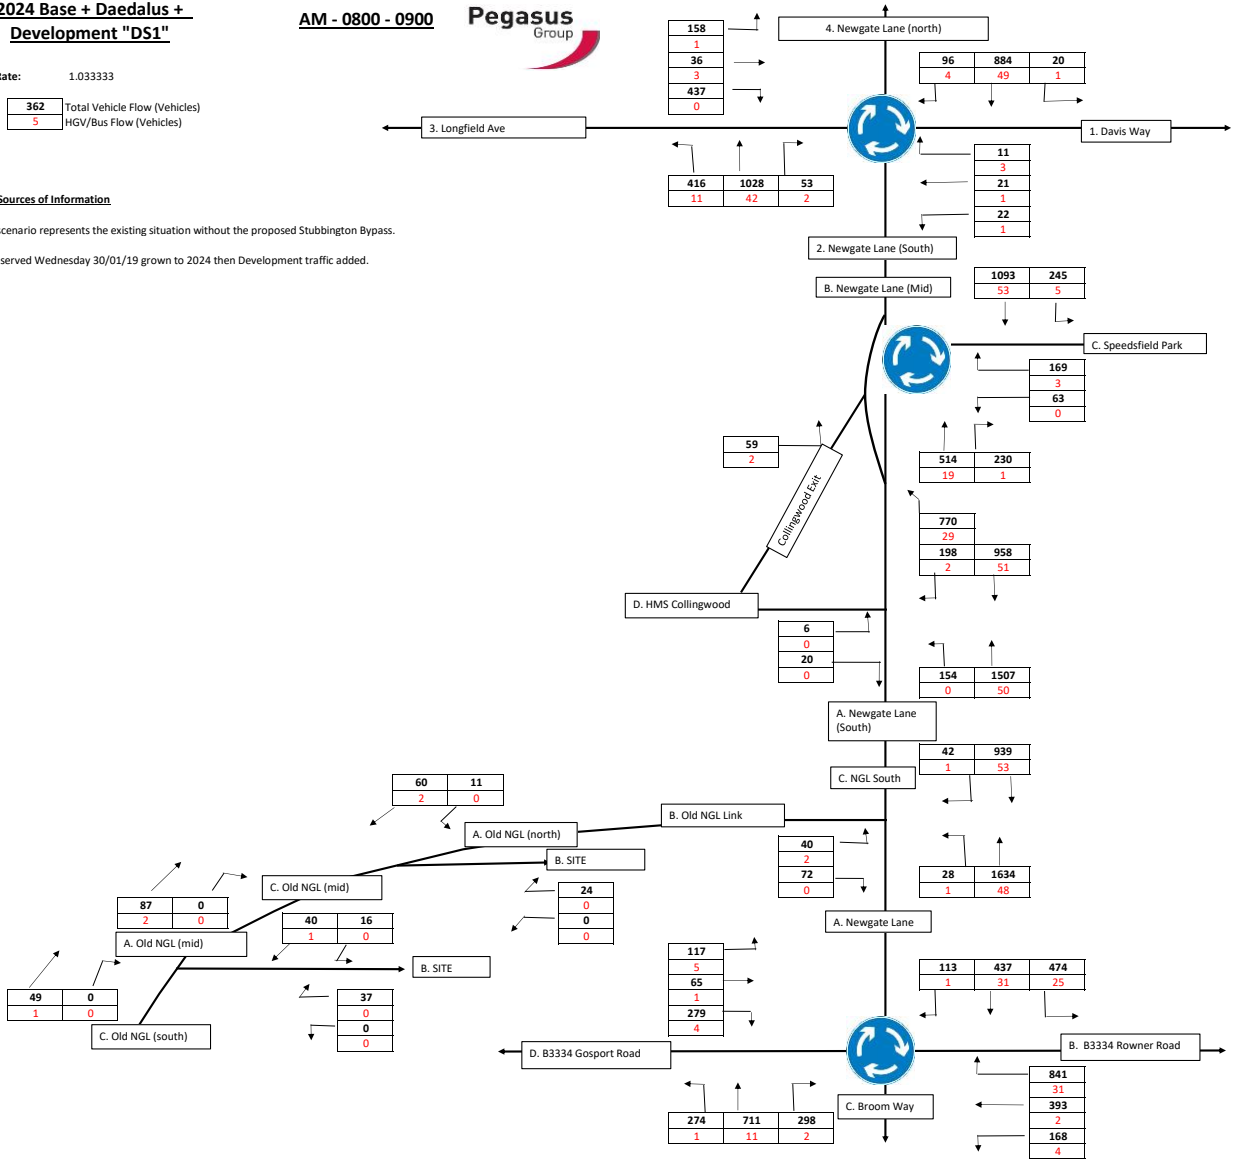 2024 Base + Daedalus +
Development "DS1"
AM - 0800 - 0900
Pegasus
Group
Rate: 1.033333
362 Total Vehicle Flow (Vehicles)
5 HGV/Bus Flow (Vehicles)
Sources of Information
scenario represents the existing situation without the proposed Stubbington Bypass.
served Wednesday 30/01/19 grown to 2024 then Development traffic added.
158
1
36
3
437
0
4. Newgate Lane (north)
96 884 20
4 49 1
3. Longfield Ave
1. Davis Way
416 1028 53
11 42 2
11
3
21
1
22
1
2. Newgate Lane (South)
B. Newgate Lane (Mid)
1093 245
53 5
C. Speedsfield Park
169
3
63
0
59
2
514 230
19 1
Collingwood Exit
770
29
198 958
2 51
D. HMS Collingwood
6
0
20
0
154 1507
0 50
A. Newgate Lane
(South)
42 939
1 53
C. NGL South
60 11
2 0
B. Old NGL Link
A. Old NGL (north)
40
2
72
0
28 1634
1 48
B. SITE
C. Old NGL (mid)
24
0
0
0
87 0
2 0
40 16
1 0
A. Newgate Lane
A. Old NGL (mid)
B. SITE
117
5
65
1
279
4
113 437 474
1 31 25
49 0
1 0
37
0
0
0
C. Old NGL (south)
D. B3334 Gosport Road
B. B3334 Rowner Road
C. Broom Way
274 711 298
1 11 2
841
31
393
2
168
4